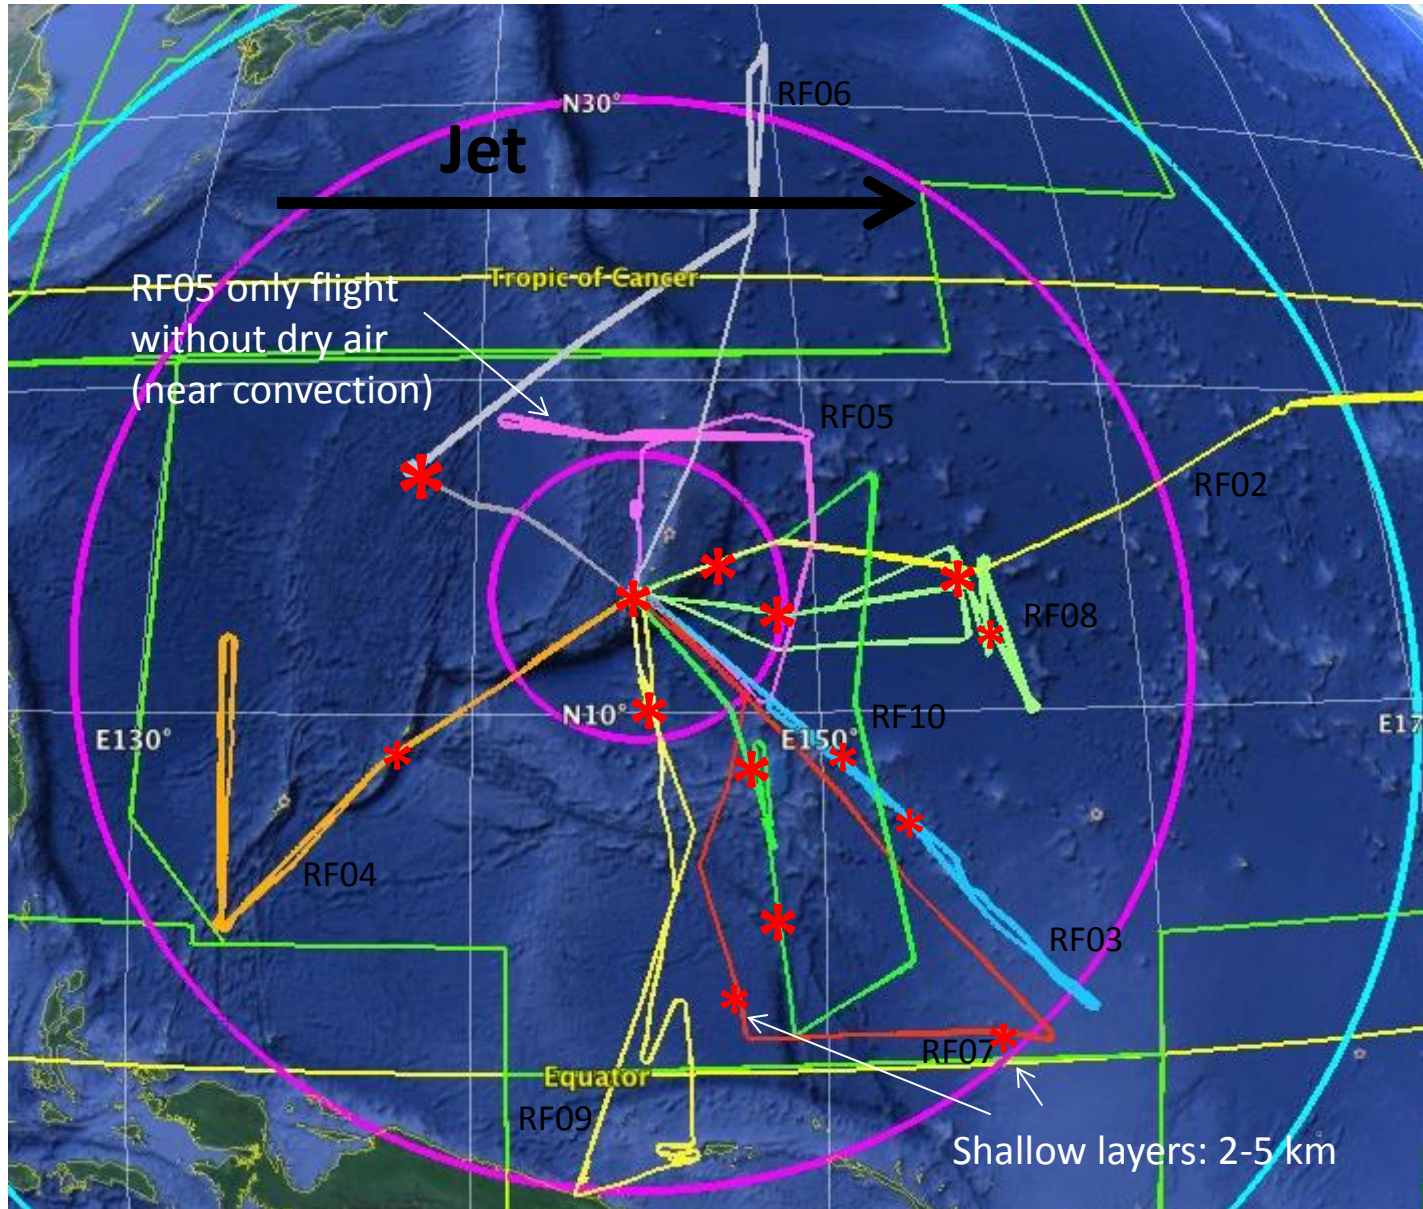 RF06
N30°
Jet
Tropic of Cancer
RF05 only flight
without dry air
(near convection)
RF05
RF02
RF08
N10°
RF10
E130°
E150°
E17
RF04
RF03
RF07
Equator
RF09
Shallow layers: 2-5 km